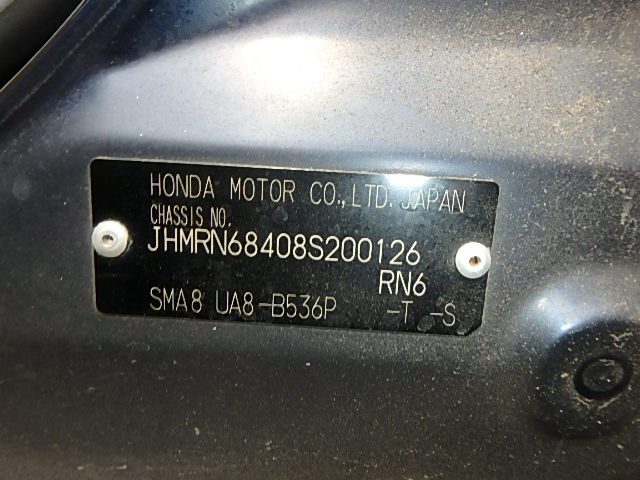 HONDA MOTOR CO.,LTD. JAPAN
CHASSIS NO.
JHMRN68408S200126
RN6
SMA8 UA8-B536P -T -S